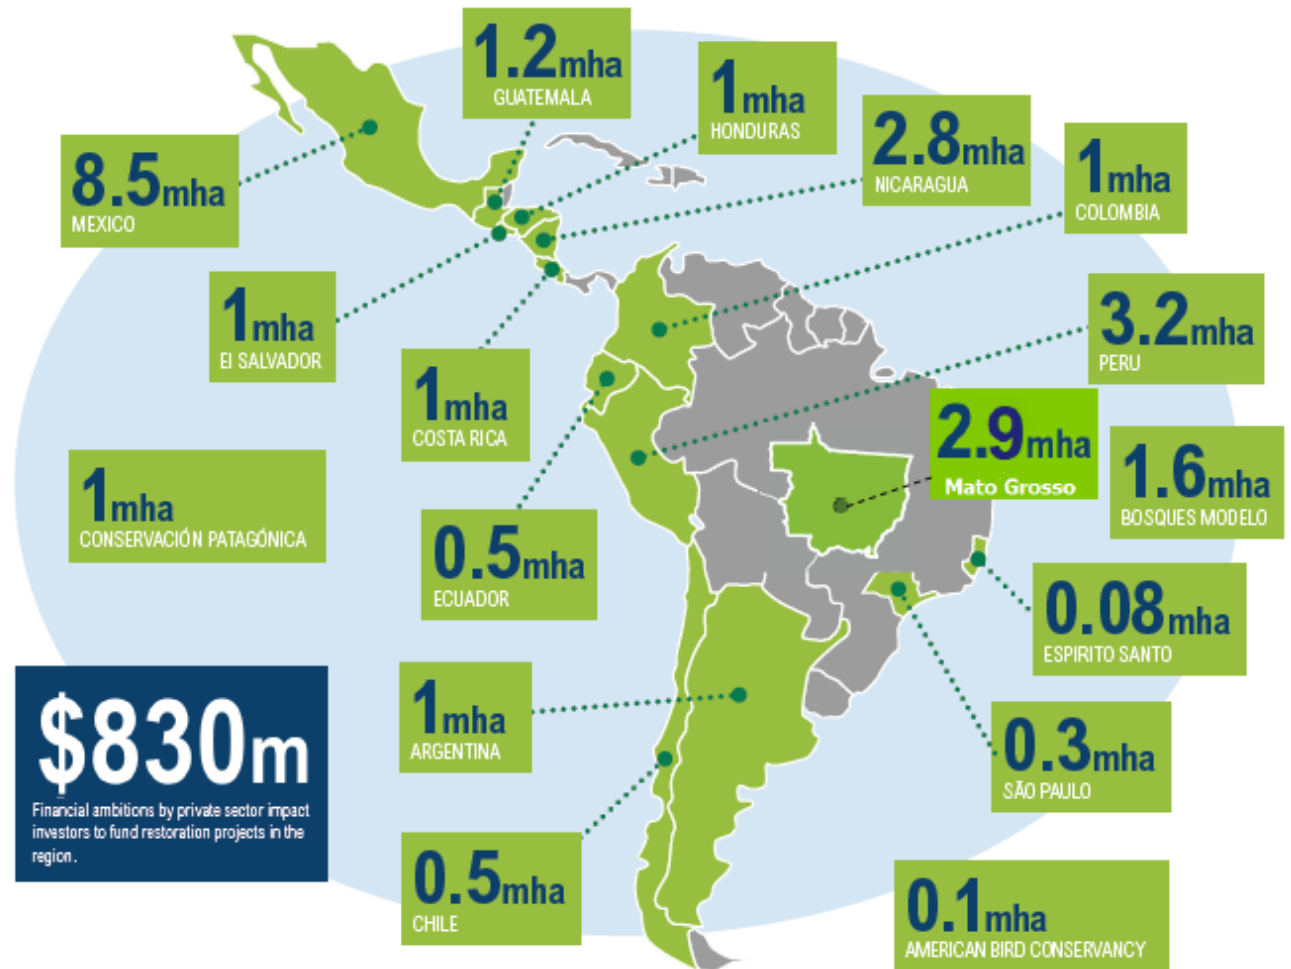 1.2mha
GUATEMALA
1mha
HONDURAS
2.8mha
NICARAGUA
1mha
COLOMBIA
8.5mha
MEXICO
1mha
El SALVADOR
3.2mha
PERU
1mha
COSTA RICA
2.9mha
Mato Grosso
1.6mha
BOSQUES MODELO
1mha
CONSERVACIÓN PATAGÓNICA
0.5mha
ECUADOR
0.08mha
ESPIRITO SANTO
1mha
ARGENTINA
$830m
Financial ambitions by private sector impact
investors to fund restoration projects in the
region.
0.3mha
SÃO PAULO
0.5mha
CHILE
0.1mha
AMERICAN BIRD CONSERVANCY